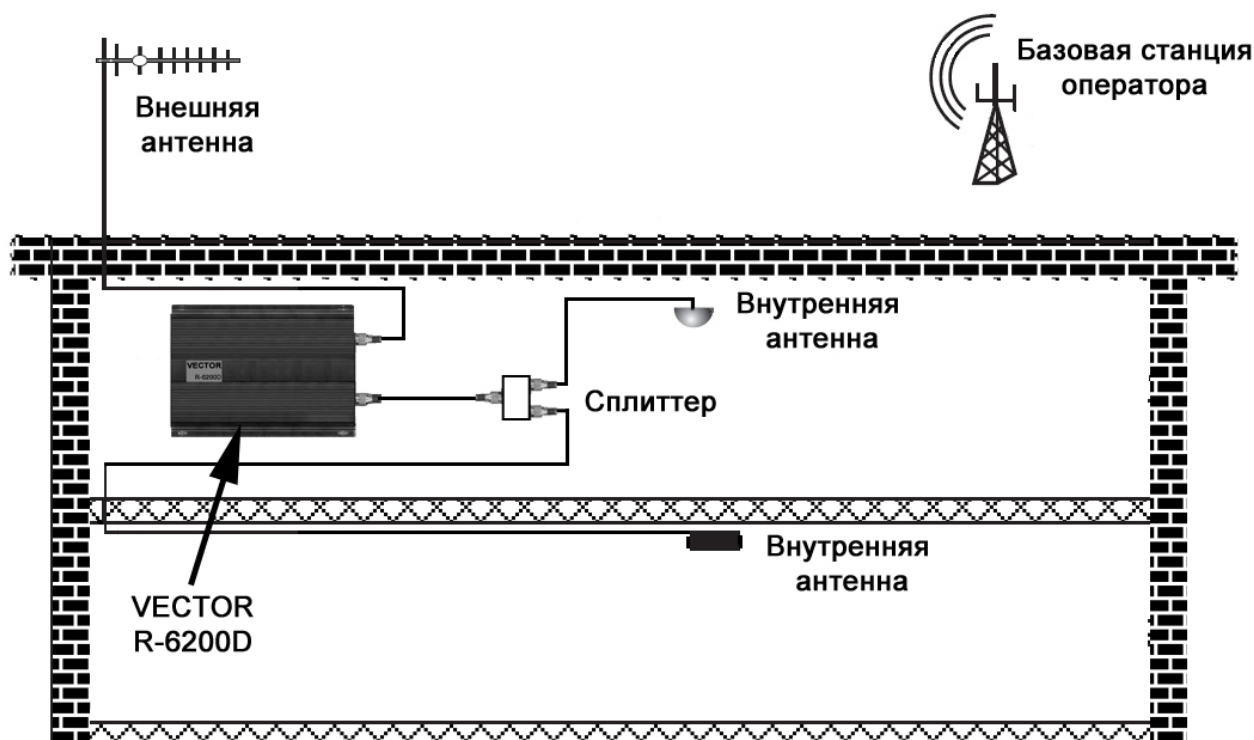 Внешняя
антенна
Базовая станция
оператора
VECTOR
R-6200D
Внутренняя
антенна
Сплиттер
Внутренняя
антенна
VECTOR
R-6200D